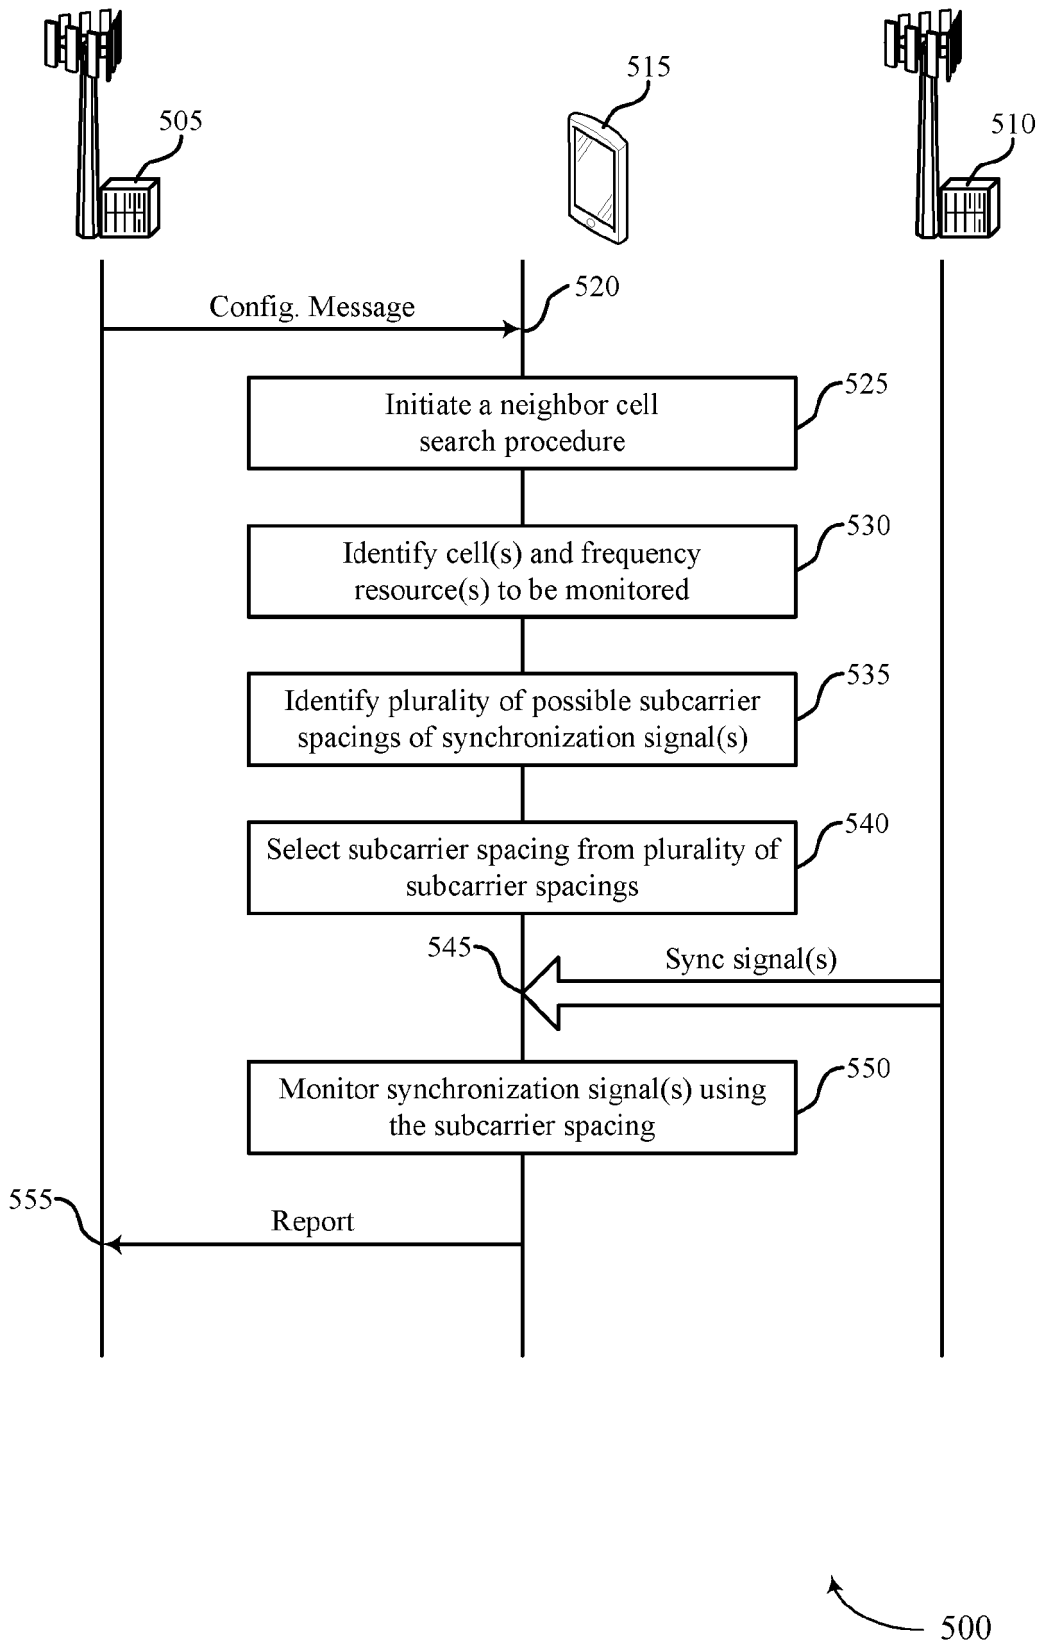 515
505
510
520
Config. Message
525
Initiate a neighbor cell
search procedure
530
Identify cell(s) and frequency
resource(s) to be monitored
535
Identify plurality of possible subcarrier
spacings of synchronization signal(s)
540
Select subcarrier spacing from plurality of
subcarrier spacings
545
Sync signal(s)
550
Monitor synchronization signal(s) using
the subcarrier spacing
555
Report
500